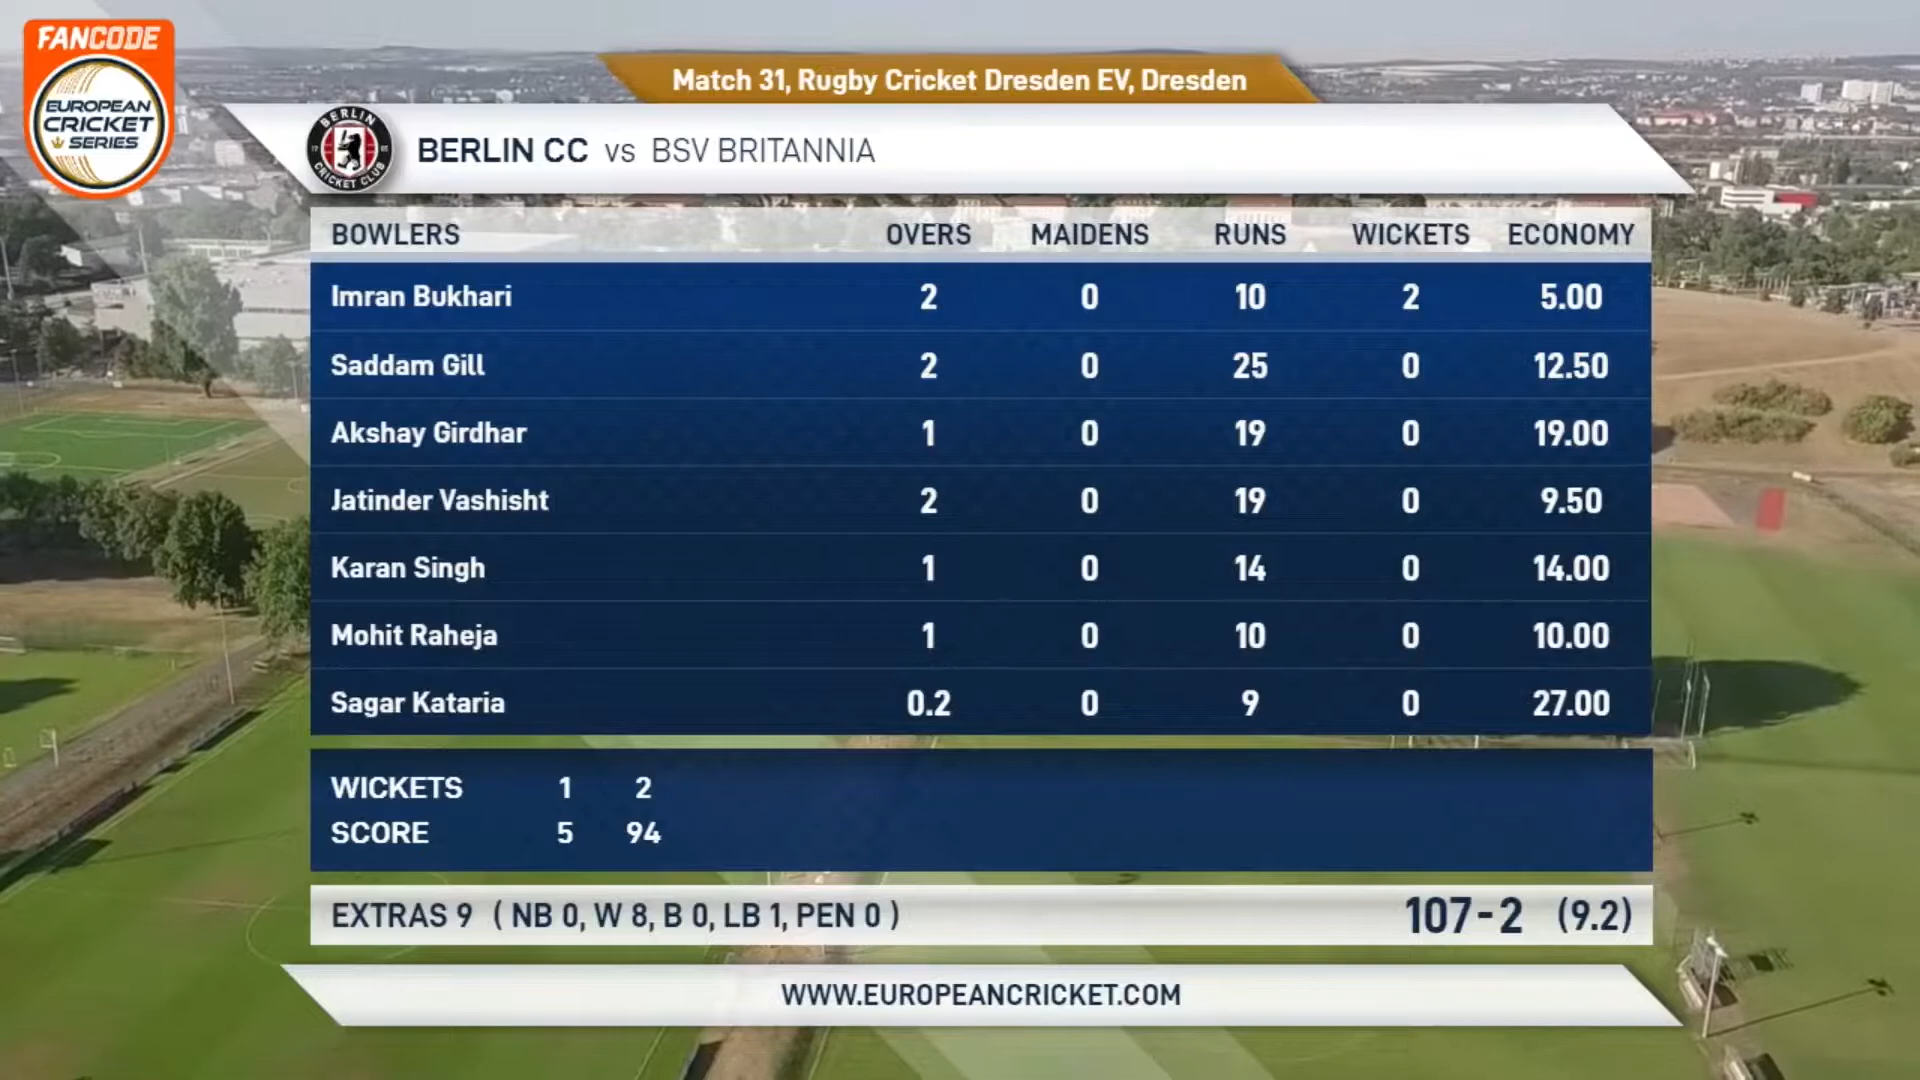 FANCODE
EUROPEAN
CRICKET
SERIES
Match 31, Rugby Cricket Dresden EV, Dresden
BERLIN
CRICKET CLUB
BERLIN CC vs BSV BRITANNIA
BOWLERS OVERS MAIDENS RUNS WICKETS ECONOMY
Imran Bukhari 2 0 10 2 5.00
Saddam Gill 2 0 25 0 12.50
Akshay Girdhar 1 0 19 0 19.00
Jatinder Vashisht 2 0 19 0 9.50
Karan Singh 1 0 14 0 14.00
Mohit Raheja 1 0 10 0 10.00
Sagar Kataria 0.2 0 9 0 27.00
WICKETS 1 2
SCORE 5 94
EXTRAS 9 ( NB 0, W 8, B 0, LB 1, PEN 0 ) 107-2 (9.2)
WWW.EUROPEANCRICKET.COM